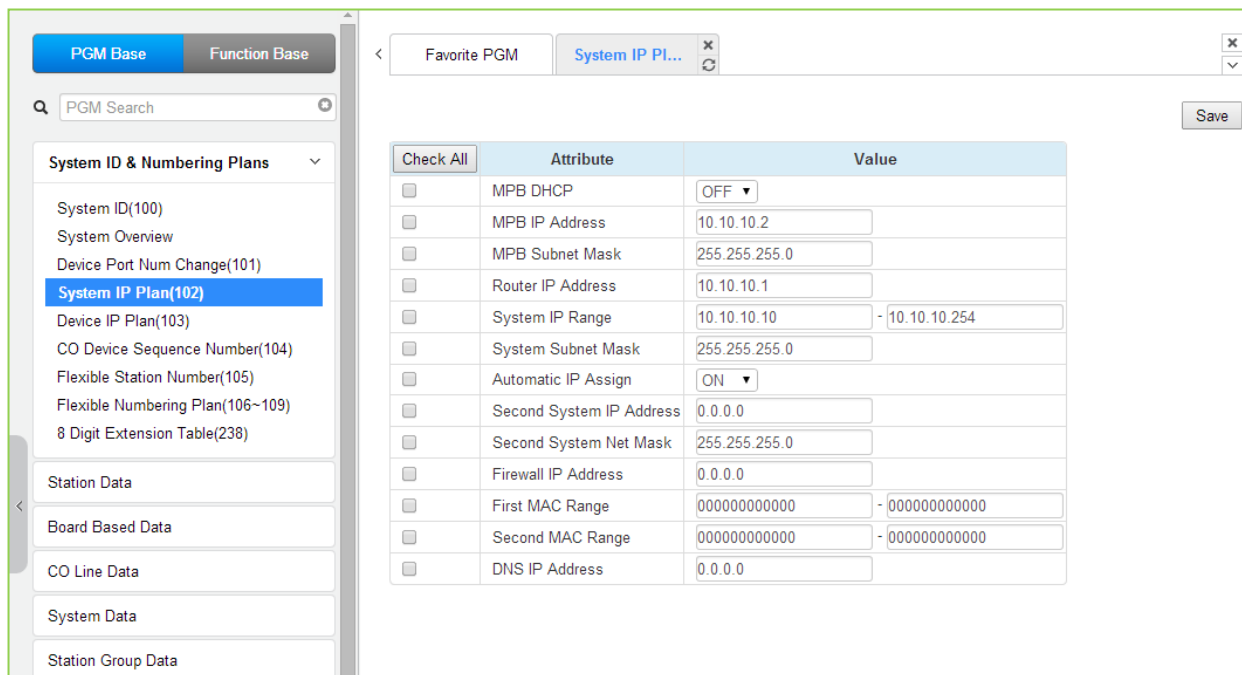 PGM Base Function Base
PGM Search
System ID & Numbering Plans
System ID(100)
System Overview
Device Port Num Change(101)
System IP Plan(102)
Device IP Plan(103)
CO Device Sequence Number(104)
Flexible Station Number(105)
Flexible Numbering Plan(106~109)
8 Digit Extension Table(238)
Station Data
Board Based Data
CO Line Data
System Data
Station Group Data
Favorite PGM System IP Pl...
Save
Check All Attribute Value
MPB DHCP OFF
MPB IP Address 10.10.10.2
MPB Subnet Mask 255.255.255.0
Router IP Address 10.10.10.1
System IP Range 10.10.10.10 - 10.10.10.254
System Subnet Mask 255.255.255.0
Automatic IP Assign ON
Second System IP Address 0.0.0.0
Second System Net Mask 255.255.255.0
Firewall IP Address 0.0.0.0
First MAC Range 000000000000 - 000000000000
Second MAC Range 000000000000 - 000000000000
DNS IP Address 0.0.0.0